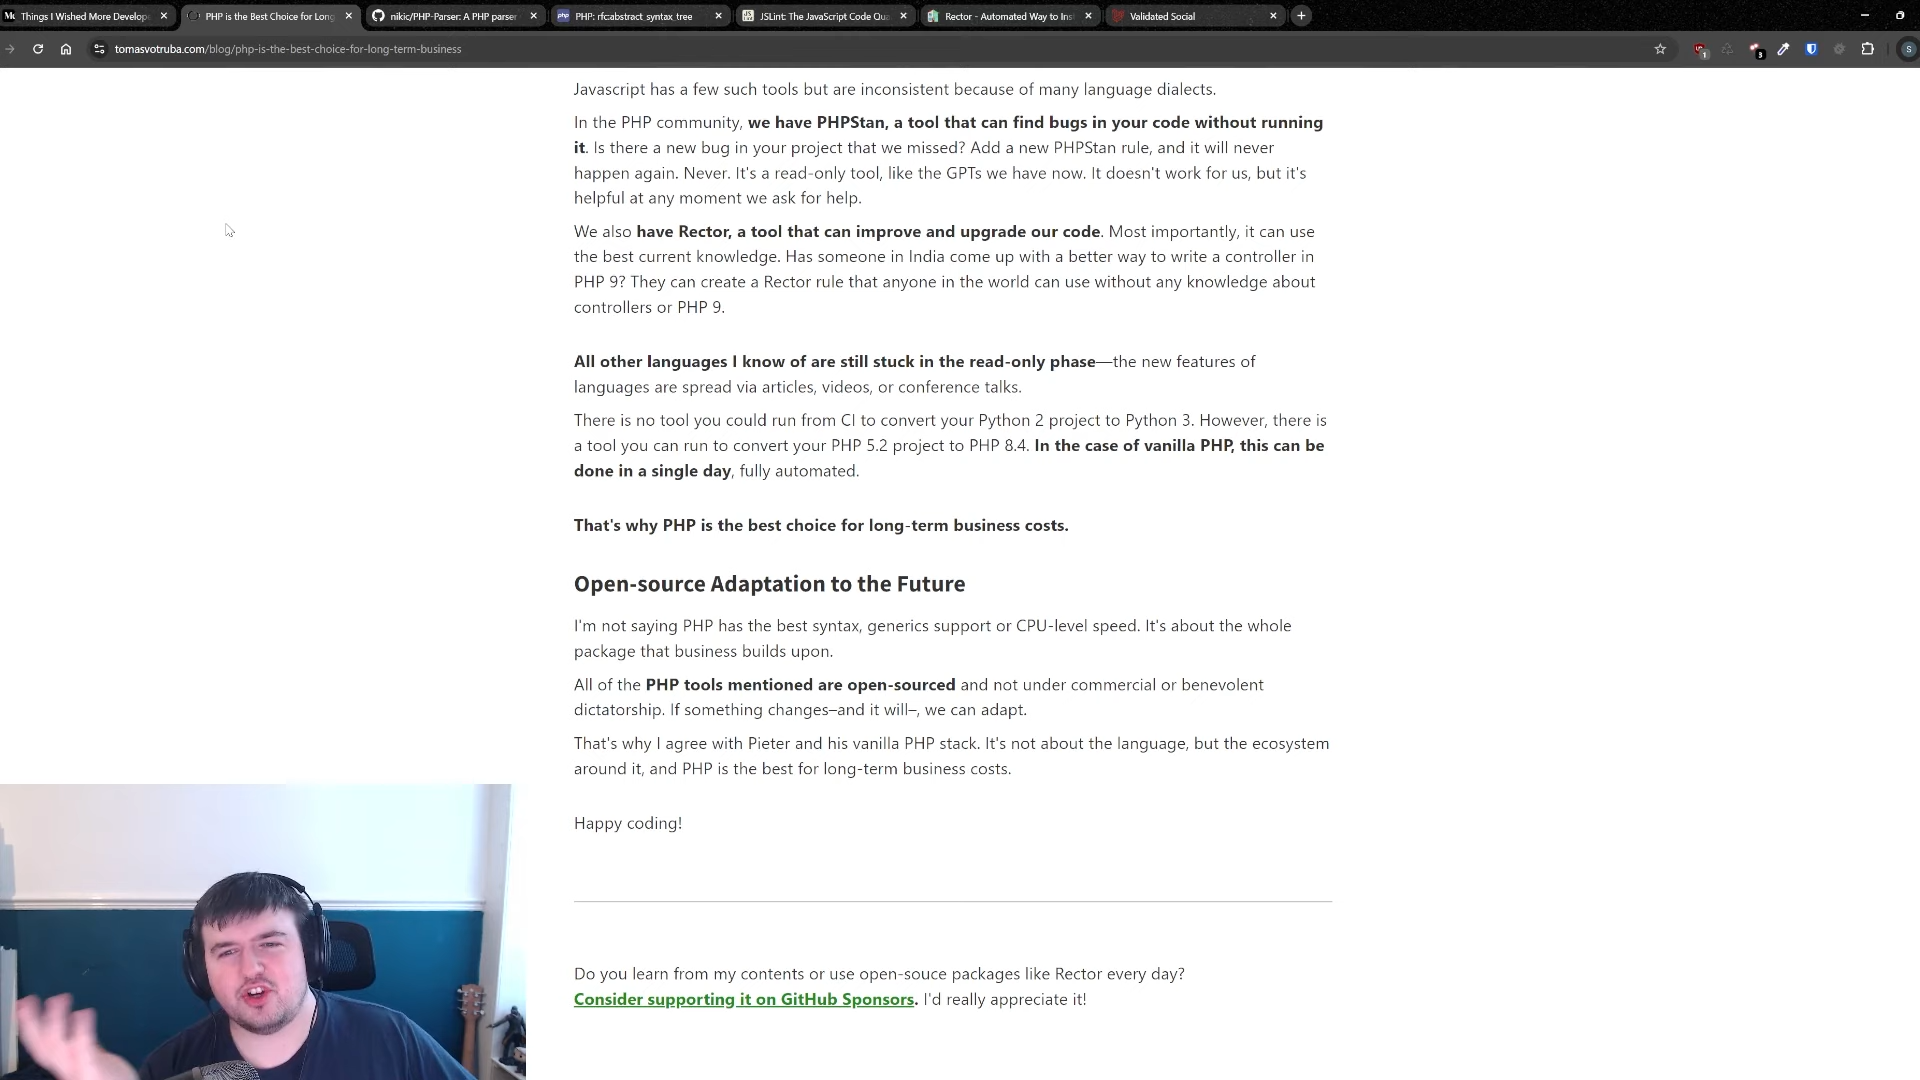 Things I Wished More Develop
PHP is the Best Choice for Long
nikic/PHP-Parser: A PHP parser
PHP: rfc:abstract_syntax_tree
JSLint: The JavaScript Code Qua
Rector - Automated Way to Inst
Validated Social
tomasvotruba.com/blog/php-is-the-best-choice-for-long-term-business
Javascript has a few such tools but are inconsistent because of many language dialects.
In the PHP community, we have PHPStan, a tool that can find bugs in your code without running
it. Is there a new bug in your project that we missed? Add a new PHPStan rule, and it will never
happen again. Never. It's a read-only tool, like the GPTs we have now. It doesn't work for us, but it's
helpful at any moment we ask for help.
We also have Rector, a tool that can improve and upgrade our code. Most importantly, it can use
the best current knowledge. Has someone in India come up with a better way to write a controller in
PHP 9? They can create a Rector rule that anyone in the world can use without any knowledge about
controllers or PHP 9.
All other languages I know of are still stuck in the read-only phase—the new features of
languages are spread via articles, videos, or conference talks.
There is no tool you could run from CI to convert your Python 2 project to Python 3. However, there is
a tool you can run to convert your PHP 5.2 project to PHP 8.4. In the case of vanilla PHP, this can be
done in a single day, fully automated.
That's why PHP is the best choice for long-term business costs.
Open-source Adaptation to the Future
I'm not saying PHP has the best syntax, generics support or CPU-level speed. It's about the whole
package that business builds upon.
All of the PHP tools mentioned are open-sourced and not under commercial or benevolent
dictatorship. If something changes–and it will–, we can adapt.
That's why I agree with Pieter and his vanilla PHP stack. It's not about the language, but the ecosystem
around it, and PHP is the best for long-term business costs.
Happy coding!
Do you learn from my contents or use open-souce packages like Rector every day?
Consider supporting it on GitHub Sponsors. I'd really appreciate it!